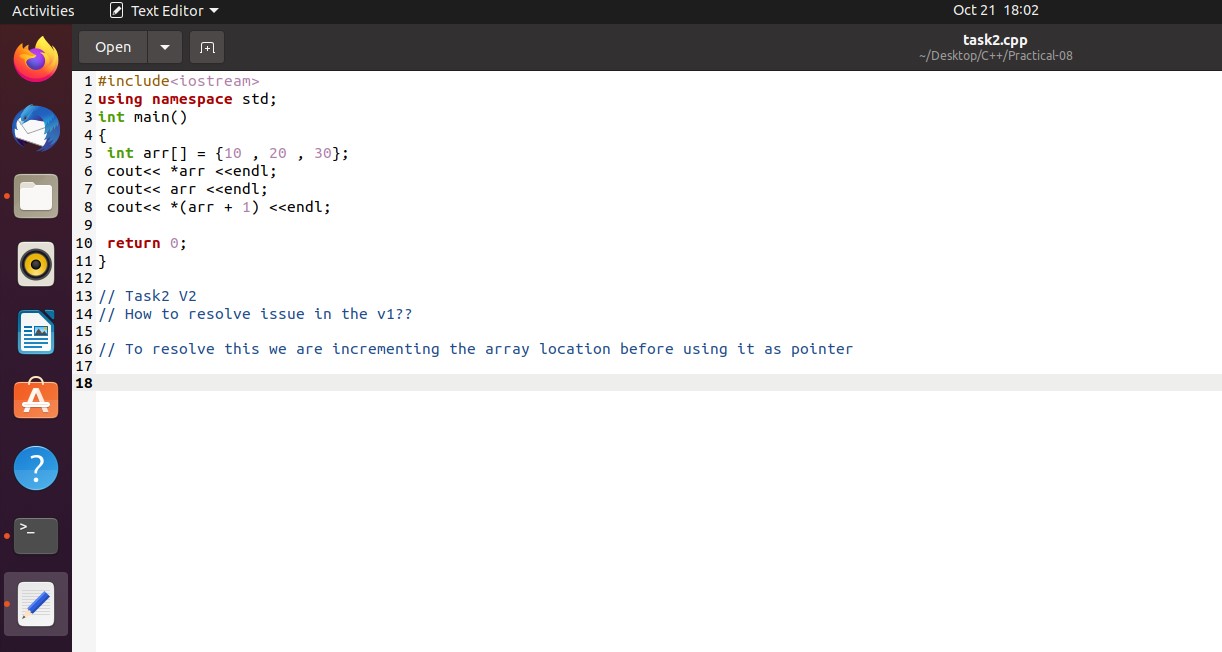 Activities Text Editor Oct 21 18:02
Open task2.cpp
~/Desktop/C++/Practical-08
1 #include<iostream>
2 using namespace std;
3 int main()
4 {
5  int arr[] = {10 , 20 , 30};
6  cout<< *arr <<endl;
7  cout<< arr <<endl;
8  cout<< *(arr + 1) <<endl;
9
10  return 0;
11 }
12
13 // Task2 V2
14 // How to resolve issue in the v1??
15
16 // To resolve this we are incrementing the array location before using it as pointer
17
18